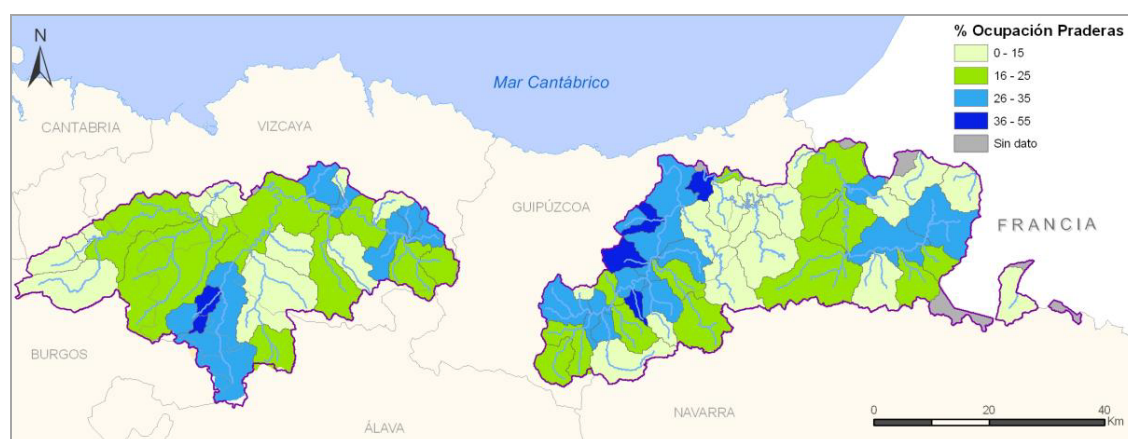 N
% Ocupación Praderas
0 - 15
16 - 25
26 - 35
36 - 55
Sin dato
Mar Cantábrico
CANTABRIA
VIZCAYA
GUIPÚZCOA
FRANCIA
BURGOS
ÁLAVA
NAVARRA
0 20 40
Km